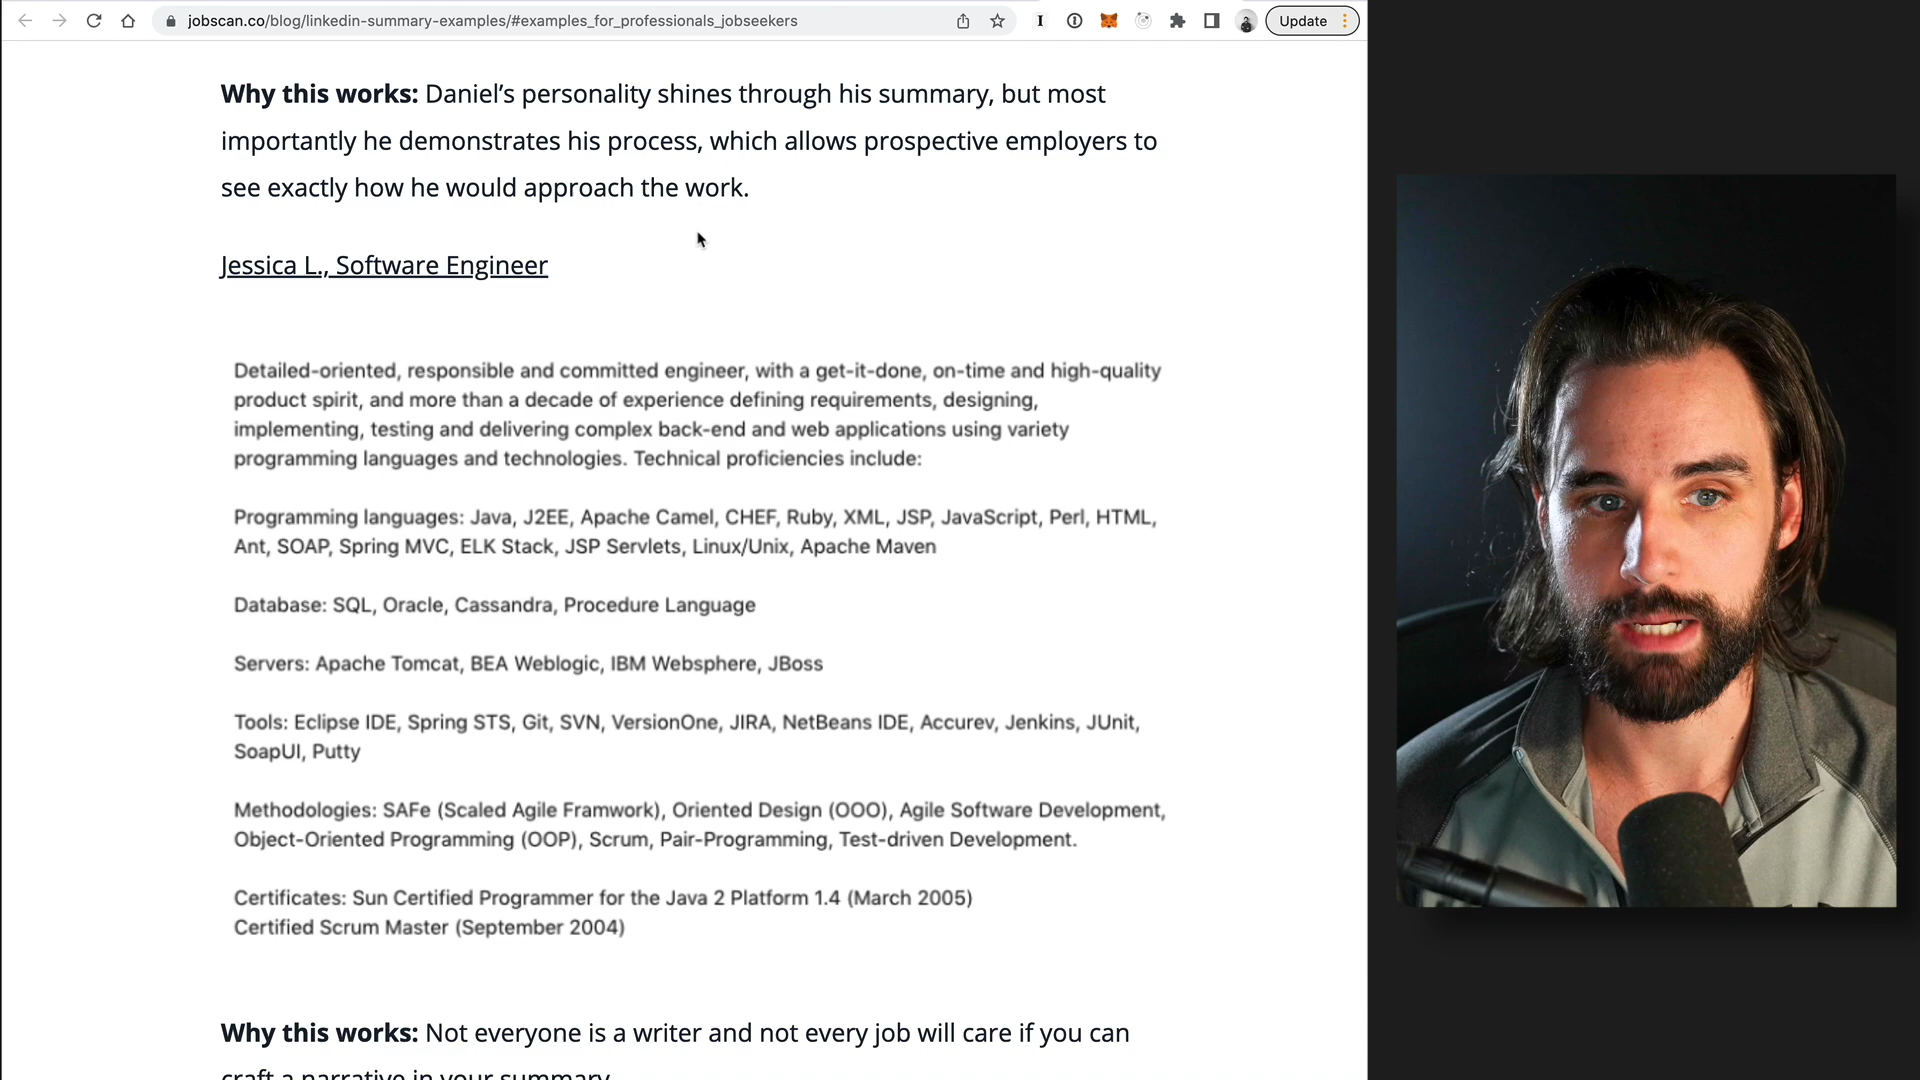 jobscan.co/blog/linkedin-summary-examples/#examples_for_professionals_jobseekers
Update
Why this works: Daniel’s personality shines through his summary, but most
importantly he demonstrates his process, which allows prospective employers to
see exactly how he would approach the work.
Jessica L., Software Engineer
Detailed-oriented, responsible and committed engineer, with a get-it-done, on-time and high-quality
product spirit, and more than a decade of experience defining requirements, designing,
implementing, testing and delivering complex back-end and web applications using variety
programming languages and technologies. Technical proficiencies include:
Programming languages: Java, J2EE, Apache Camel, CHEF, Ruby, XML, JSP, JavaScript, Perl, HTML,
Ant, SOAP, Spring MVC, ELK Stack, JSP Servlets, Linux/Unix, Apache Maven
Database: SQL, Oracle, Cassandra, Procedure Language
Servers: Apache Tomcat, BEA Weblogic, IBM Websphere, JBoss
Tools: Eclipse IDE, Spring STS, Git, SVN, VersionOne, JIRA, NetBeans IDE, Accurev, Jenkins, JUnit,
SoapUI, Putty
Methodologies: SAFe (Scaled Agile Framwork), Oriented Design (OOO), Agile Software Development,
Object-Oriented Programming (OOP), Scrum, Pair-Programming, Test-driven Development.
Certificates: Sun Certified Programmer for the Java 2 Platform 1.4 (March 2005)
Certified Scrum Master (September 2004)
Why this works: Not everyone is a writer and not every job will care if you can
craft a narrative in your summary.